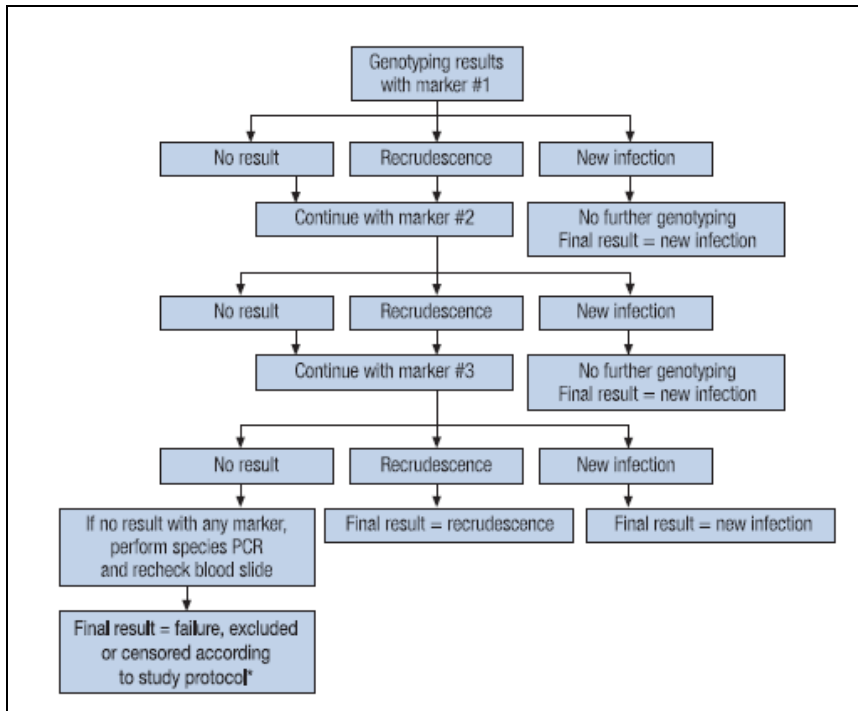 Genotyping results
with marker #1
No result
Recrudescence
New infection
Continue with marker #2
No further genotyping
Final result = new infection
No result
Recrudescence
New infection
Continue with marker #3
No further genotyping
Final result = new infection
No result
Recrudescence
New infection
If no result with any marker,
perform species PCR
and recheck blood slide
Final result = recrudescence
Final result = new infection
Final result = failure, excluded
or censored according
to study protocol*